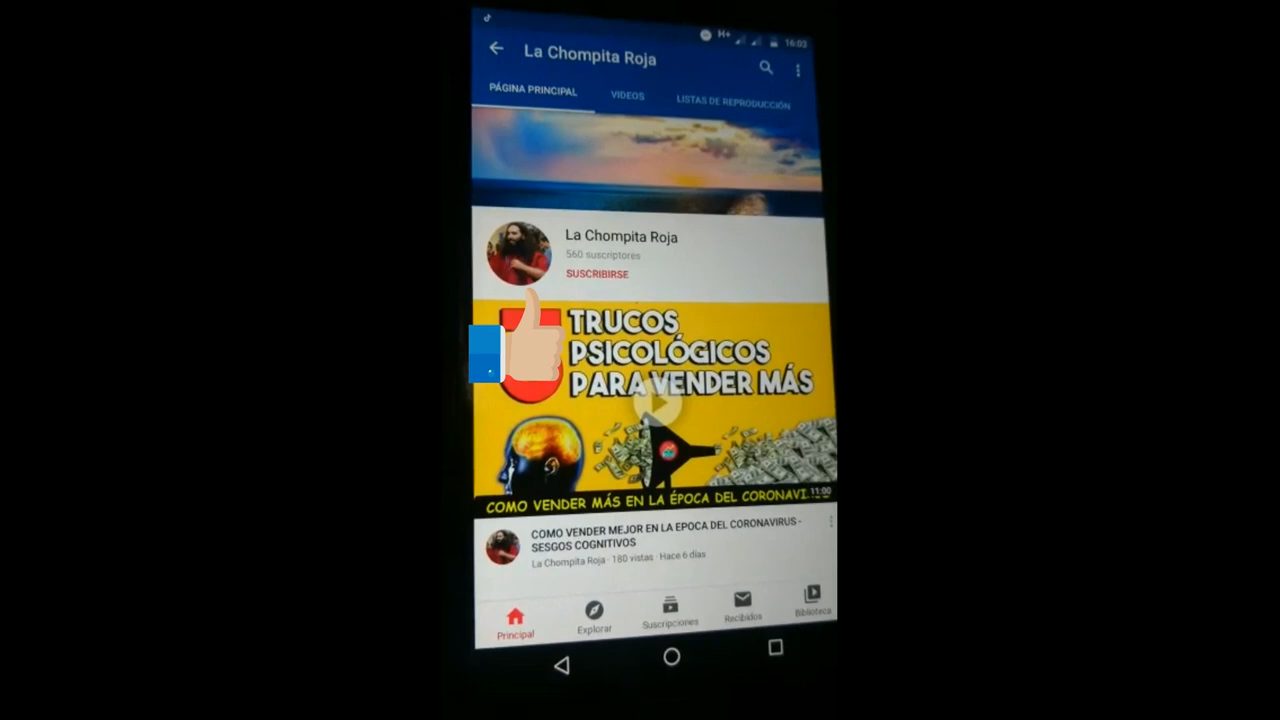 H+ 16:03
La Chompita Roja
PÁGINA PRINCIPAL VIDEOS LISTAS DE REPRODUCCIÓN
La Chompita Roja
560 suscriptores
SUSCRIBIRSE
TRUCOS
PSICOLÓGICOS
PARA VENDER MÁS
COMO VENDER MÁS EN LA ÉPOCA DEL CORONAVI
11:00
COMO VENDER MEJOR EN LA EPOCA DEL CORONAVIRUS -
SESGOS COGNITIVOS
La Chompita Roja · 180 vistas · Hace 6 días
Principal Explorar Suscripciones Recibidos Biblioteca